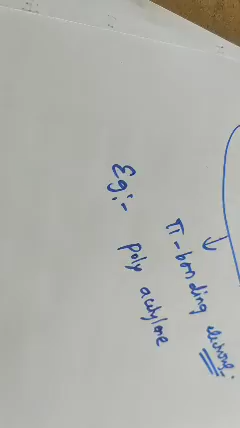 ↓
π-bonding electrons.
Eg:- poly acetylene